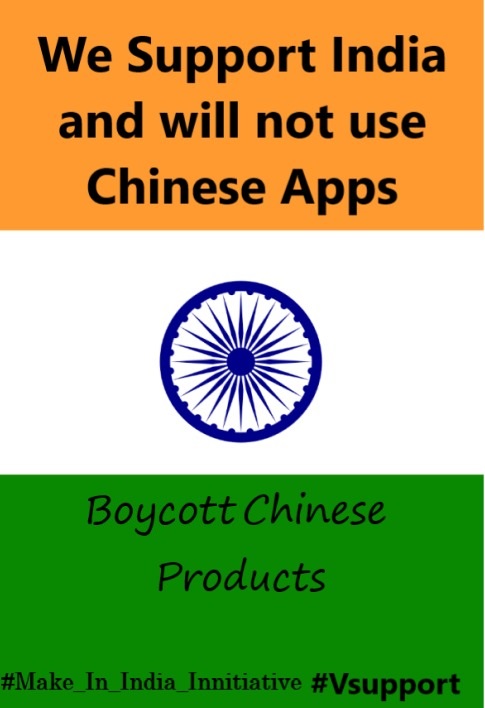 We Support India
and will not use
Chinese Apps
Boycott Chinese
Products
#Make_In_India_Innitiative #Vsupport